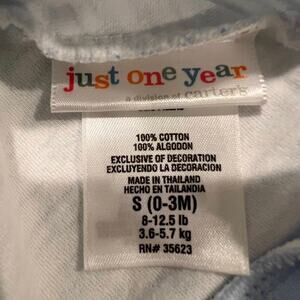 just one year
a division of carter's
100% COTTON
100% ALGODON
EXCLUSIVE OF DECORATION
EXCLUYENDO LA DECORACION
MADE IN THAILAND
HECHO EN TAILANDIA
S (0-3M)
8-12.5 lb
3.6-5.7 kg
RN# 35623